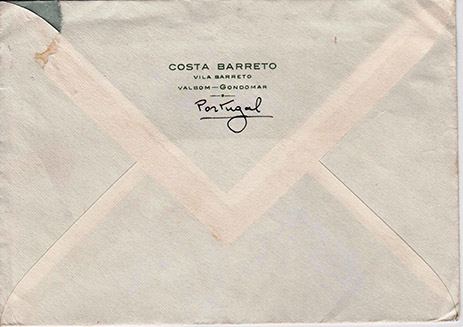 COSTA BARRETO
VILA BARRETO
VALBOM—GONDOMAR
Portugal